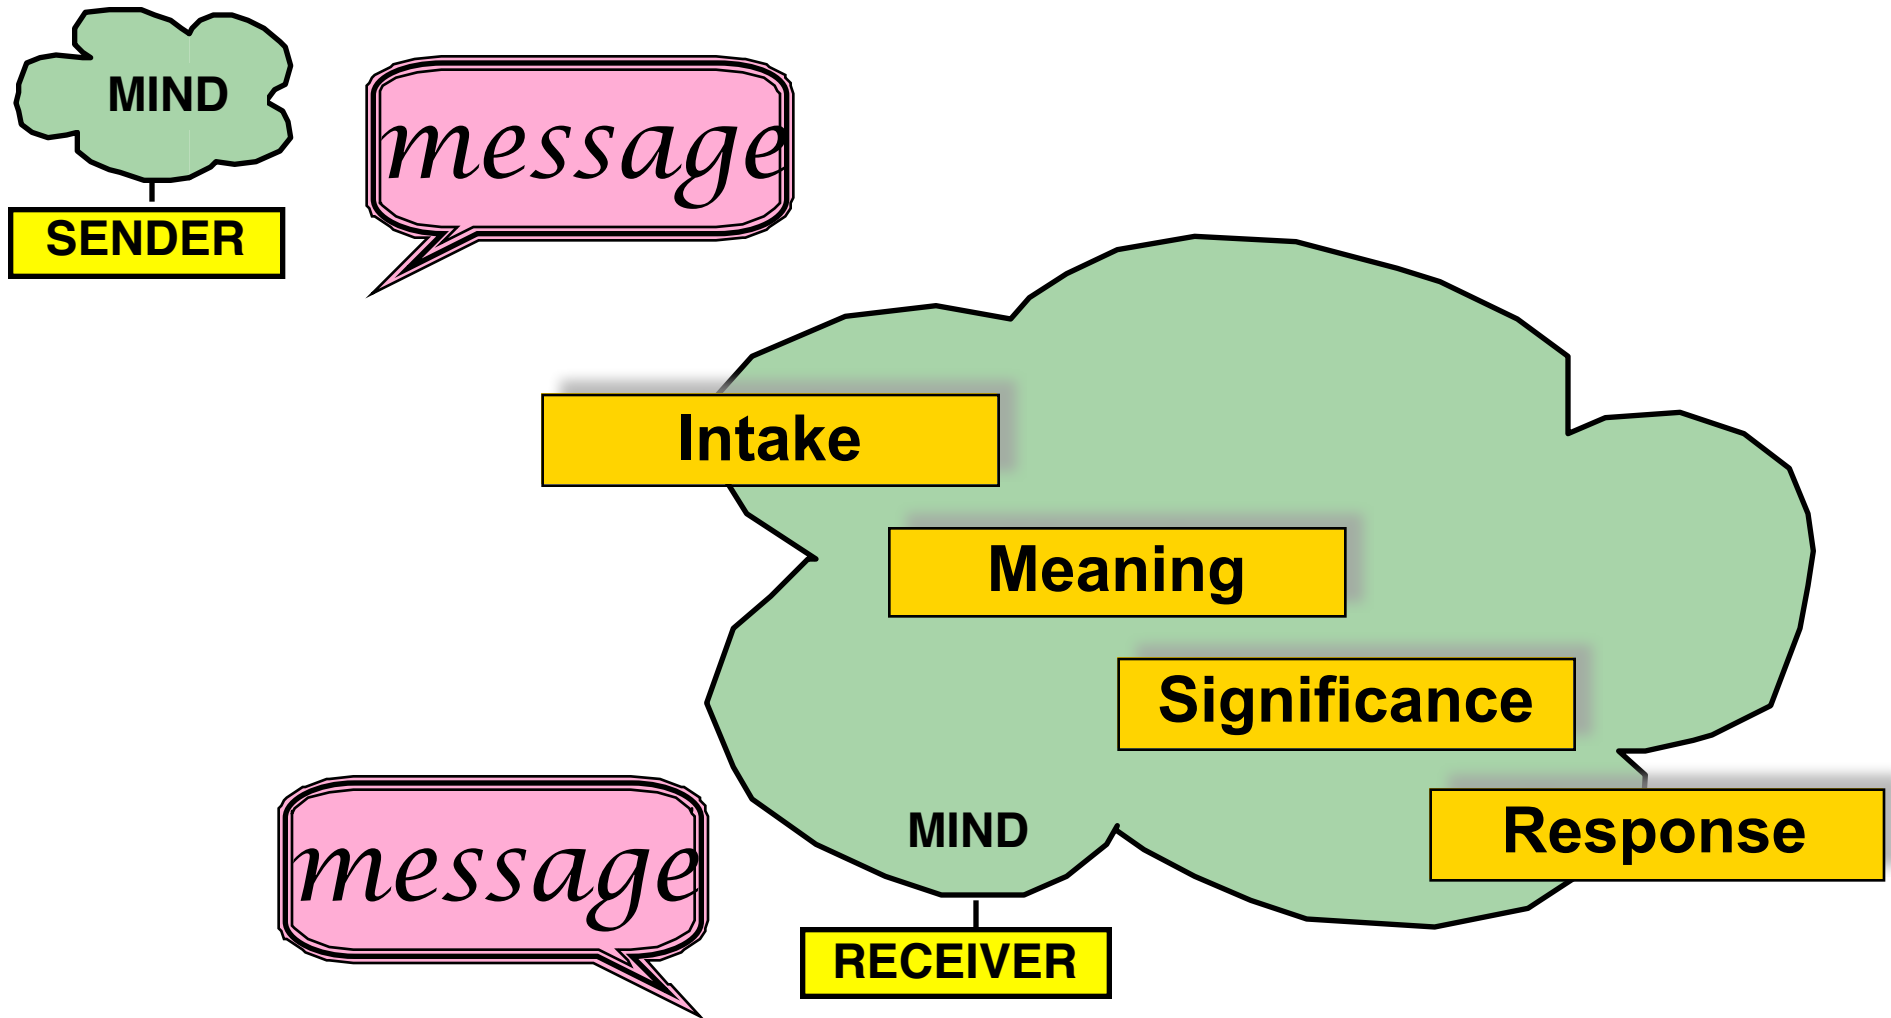 MIND
SENDER
message
Intake
Meaning
Significance
Response
MIND
message
RECEIVER